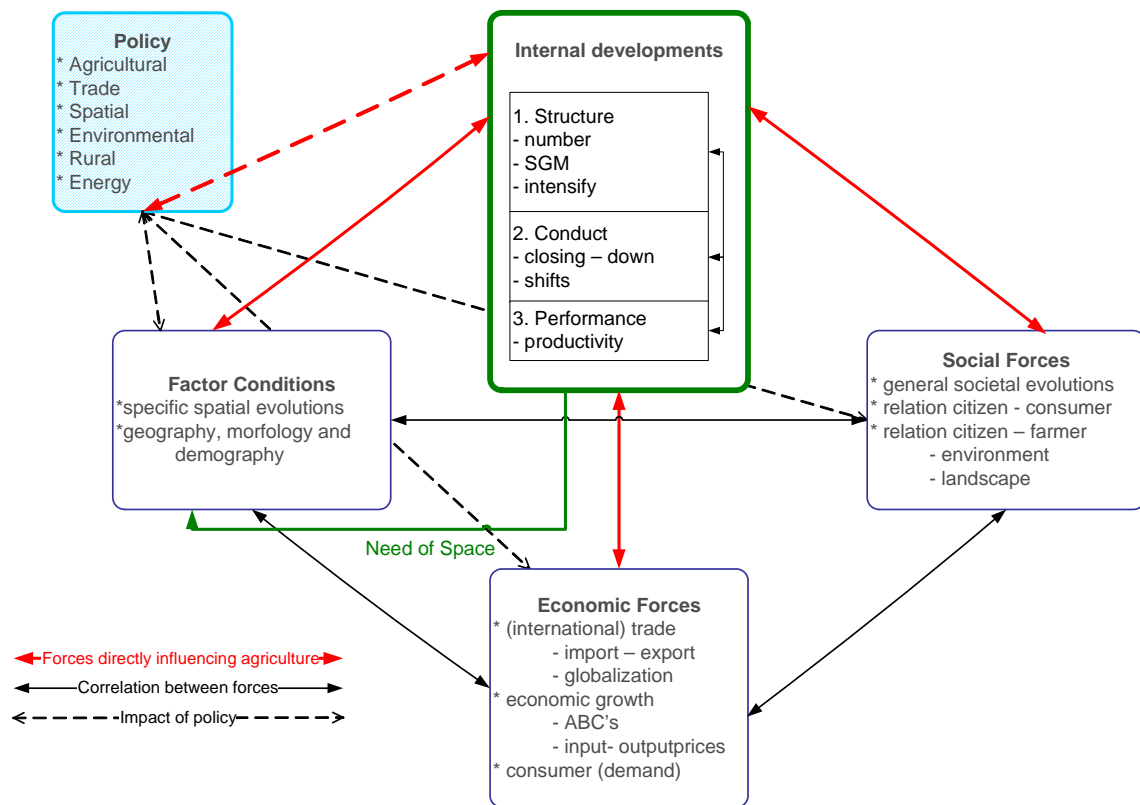 Policy
* Agricultural
* Trade
* Spatial
* Environmental
* Rural
* Energy
Internal developments
1. Structure
- number
- SGM
- intensify
2. Conduct
- closing – down
- shifts
3. Performance
- productivity
Factor Conditions
*specific spatial evolutions
*geography, morfology and
demography
Social Forces
* general societal evolutions
* relation citizen - consumer
* relation citizen – farmer
- environment
- landscape
Need of Space
Economic Forces
* (international) trade
- import – export
- globalization
* economic growth
- ABC's
- input- outputprices
* consumer (demand)
Forces directly influencing agriculture
Correlation between forces
Impact of policy